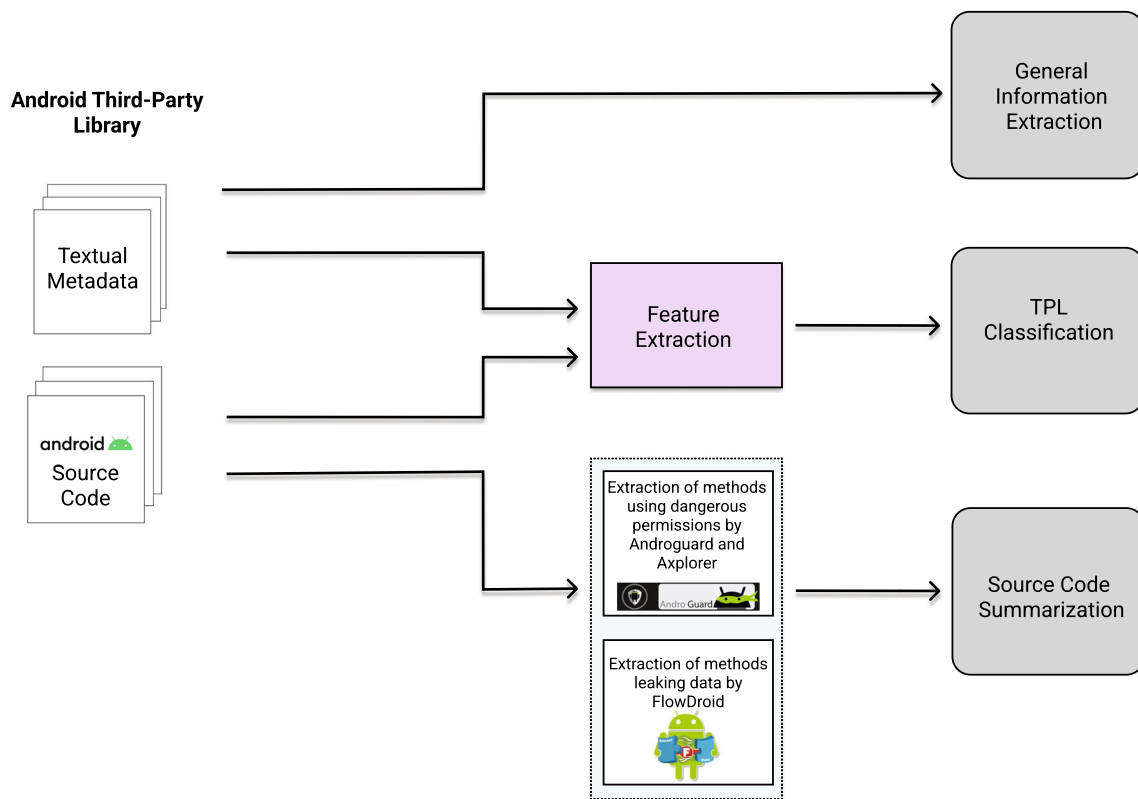 Android Third-Party
Library
Textual
Metadata
android
Source
Code
General
Information
Extraction
Feature
Extraction
TPL
Classification
Extraction of methods
using dangerous
permissions by
Androguard and
Axplorer
Andro Guard
Extraction of methods
leaking data by
FlowDroid
F
Source Code
Summarization